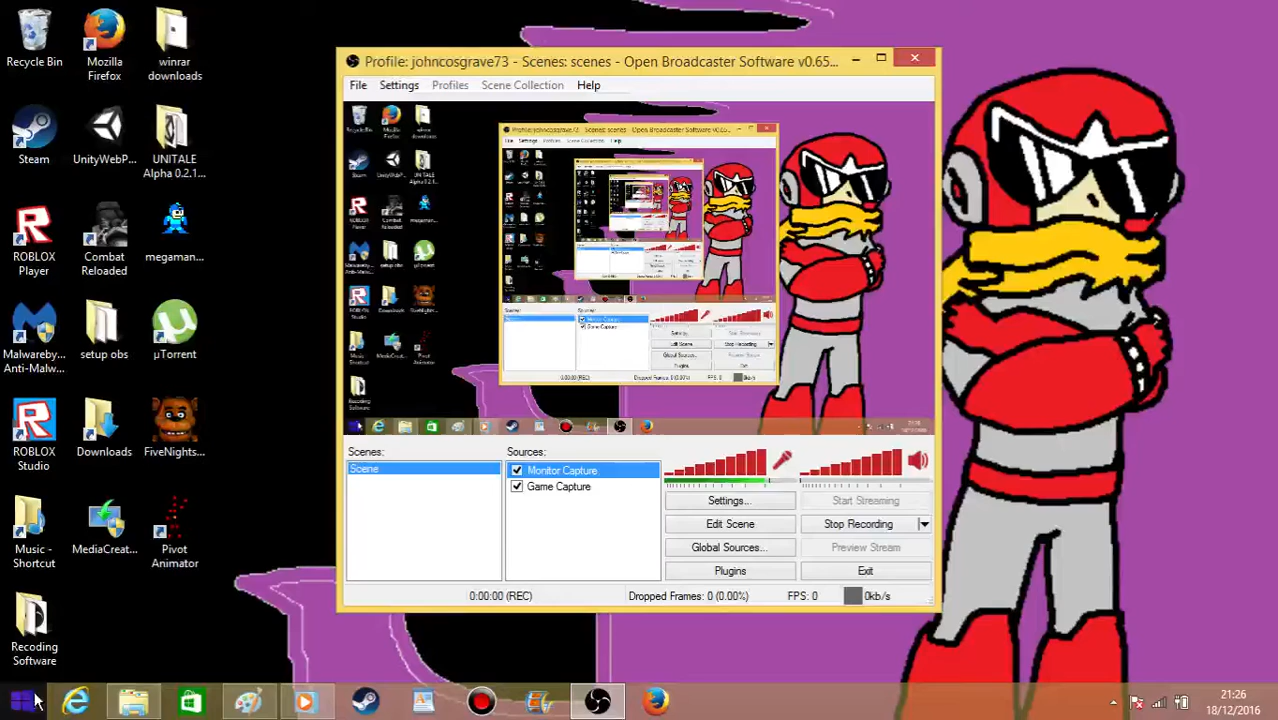 Recycle Bin
Mozilla
Firefox
winrar
downloads
Steam
UnityWebP...
UNITALE
Alpha 0.2.1...
ROBLOX
Player
Combat
Reloaded
megaman...
Malwareby...
Anti-Malw...
setup obs
µTorrent
ROBLOX
Studio
Downloads
FiveNights...
Music -
Shortcut
MediaCreat...
Pivot
Animator
Recoding
Software
Profile: johncosgrave73 - Scenes: scenes - Open Broadcaster Software v0.65...
File Settings Profiles Scene Collection Help
Scenes:
Scene
Sources:
Monitor Capture
Game Capture
Settings...
Start Streaming
Edit Scene
Stop Recording
Global Sources...
Preview Stream
Plugins
Exit
0:00:00 (REC)
Dropped Frames: 0 (0.00%)
FPS: 0
0kb/s
21:26
18/12/2016